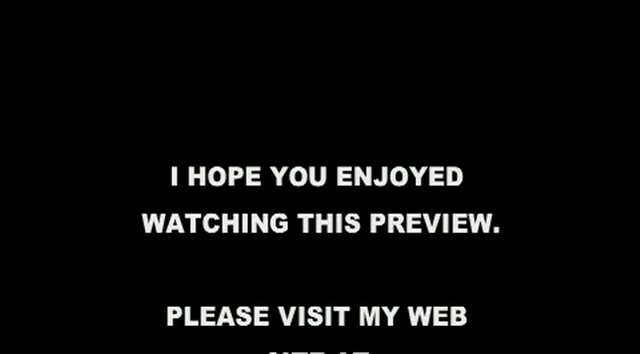 I HOPE YOU ENJOYED
WATCHING THIS PREVIEW.
PLEASE VISIT MY WEB